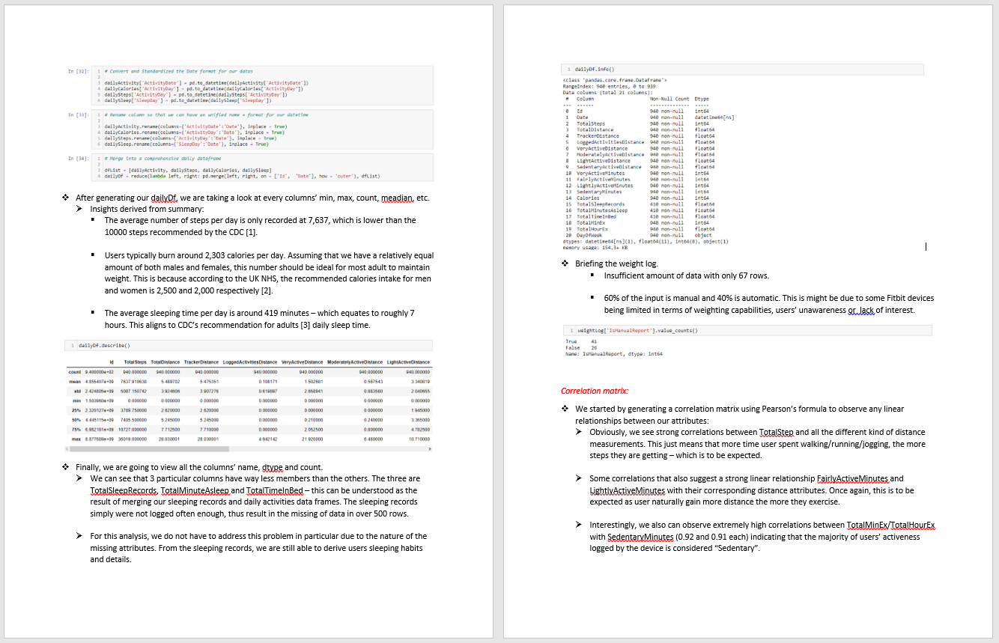 In [32]:
1 # Convert and Standardized the Date format for our datas
2
3 dailyActivity['ActivityDate'] = pd.to_datetime(dailyActivity['ActivityDate'])
4 dailyCalories['ActivityDay'] = pd.to_datetime(dailyCalories['ActivityDay'])
5 dailySteps['ActivityDay'] = pd.to_datetime(dailySteps['ActivityDay'])
6 dailySleep['SleepDay'] = pd.to_datetime(dailySleep['SleepDay'])
In [33]:
1 # Rename column so that we can have an unified name + format for our datetime
2
3 dailyActivity.rename(columns={'ActivityDate':'Date'}, inplace = True)
4 dailyCalories.rename(columns={'ActivityDay':'Date'}, inplace = True)
5 dailySteps.rename(columns={'ActivityDay':'Date'}, inplace = True)
6 dailySleep.rename(columns={'SleepDay':'Date'}, inplace = True)
In [34]:
1 # Merge into a comprehensive daily dataframe
2
3 dfList = [dailyActivity, dailySteps, dailyCalories, dailySleep]
4 dailyDf = reduce(lambda left, right: pd.merge(left, right, on = ['Id', 'Date'], how = 'outer'), dfList)
❖ After generating our dailyDf, we are taking a look at every columns' min, max, count, meadian, etc.
➢ Insights derived from summary:
▪ The average number of steps per day is only recorded at 7,637, which is lower than the
10000 steps recommended by the CDC [1].
▪ Users typically burn around 2,303 calories per day. Assuming that we have a relatively equal
amount of both males and females, this number should be ideal for most adult to maintain
weight. This is because according to the UK NHS, the recommended calories intake for men
and women is 2,500 and 2,000 respectively [2].
▪ The average sleeping time per day is around 419 minutes – which equates to roughly 7
hours. This aligns to CDC's recommendation for adults [3] daily sleep time.
1 dailyDf.describe()
Id TotalSteps TotalDistance TrackerDistance LoggedActivitiesDistance VeryActiveDistance ModeratelyActiveDistance LightActiveDistance
count 9.400000e+02 940.000000 940.000000 940.000000 940.000000 940.000000 940.000000 940.000000
mean 4.855407e+09 7637.910638 5.489702 5.475351 0.108171 1.502681 0.567543 3.340819
std 2.424805e+09 5087.150742 3.924606 3.907276 0.619897 2.658941 0.883580 2.040655
min 1.503960e+09 0.000000 0.000000 0.000000 0.000000 0.000000 0.000000 0.000000
25% 2.320127e+09 3789.750000 2.620000 2.620000 0.000000 0.000000 0.000000 1.945000
50% 4.445115e+09 7405.500000 5.245000 5.245000 0.000000 0.210000 0.240000 3.365000
75% 6.962181e+09 10727.000000 7.712500 7.710000 0.000000 2.052500 0.800000 4.782500
max 8.877689e+09 36019.000000 28.030001 28.030001 4.942142 21.920000 6.480000 10.710000
❖ Finally, we are going to view all the columns' name, dtype and count.
➢ We can see that 3 particular columns have way less members than the others. The three are
TotalSleepRecords, TotalMinuteAsleep and TotalTimeInBed – this can be understood as the
result of merging our sleeping records and daily activities data frames. The sleeping records
simply were not logged often enough, thus result in the missing of data in over 500 rows.
➢ For this analysis, we do not have to address this problem in particular due to the nature of the
missing attributes. From the sleeping records, we are still able to derive users sleeping habits
and details.
1 dailyDf.info()
<class 'pandas.core.frame.DataFrame'>
RangeIndex: 940 entries, 0 to 939
Data columns (total 21 columns):
# Column Non-Null Count Dtype
--- ------ -------------- -----
0 Id 940 non-null int64
1 Date 940 non-null datetime64[ns]
2 TotalSteps 940 non-null int64
3 TotalDistance 940 non-null float64
4 TrackerDistance 940 non-null float64
5 LoggedActivitiesDistance 940 non-null float64
6 VeryActiveDistance 940 non-null float64
7 ModeratelyActiveDistance 940 non-null float64
8 LightActiveDistance 940 non-null float64
9 SedentaryActiveDistance 940 non-null float64
10 VeryActiveMinutes 940 non-null int64
11 FairlyActiveMinutes 940 non-null int64
12 LightlyActiveMinutes 940 non-null int64
13 SedentaryMinutes 940 non-null int64
14 Calories 940 non-null int64
15 TotalSleepRecords 410 non-null float64
16 TotalMinutesAsleep 410 non-null float64
17 TotalTimeInBed 410 non-null float64
18 TotalMinEx 940 non-null int64
19 TotalHourEx 940 non-null float64
20 DayOfWeek 940 non-null object
dtypes: datetime64[ns](1), float64(11), int64(8), object(1)
memory usage: 154.3+ KB
❖ Briefing the weight log.
▪ Insufficient amount of data with only 67 rows.
▪ 60% of the input is manual and 40% is automatic. This is might be due to some Fitbit devices
being limited in terms of weighting capabilities, users' unawareness or lack of interest.
1 weightLog['IsManualReport'].value_counts()
True 41
False 26
Name: IsManualReport, dtype: int64
Correlation matrix:
❖ We started by generating a correlation matrix using Pearson's formula to observe any linear
relationships between our attributes:
➢ Obviously, we see strong correlations between TotalStep and all the different kind of distance
measurements. This just means that more time user spent walking/running/jogging, the more
steps they are getting – which is to be expected.
➢ Some correlations that also suggest a strong linear relationship FairlyActiveMinutes and
LightlyActiveMinutes with their corresponding distance attributes. Once again, this is to be
expected as user naturally gain more distance the more they exercise.
➢ Interestingly, we also can observe extremely high correlations between TotalMinEx/TotalHourEx
with SedentaryMinutes (0.92 and 0.91 each) indicating that the majority of users' activeness
logged by the device is considered "Sedentary".